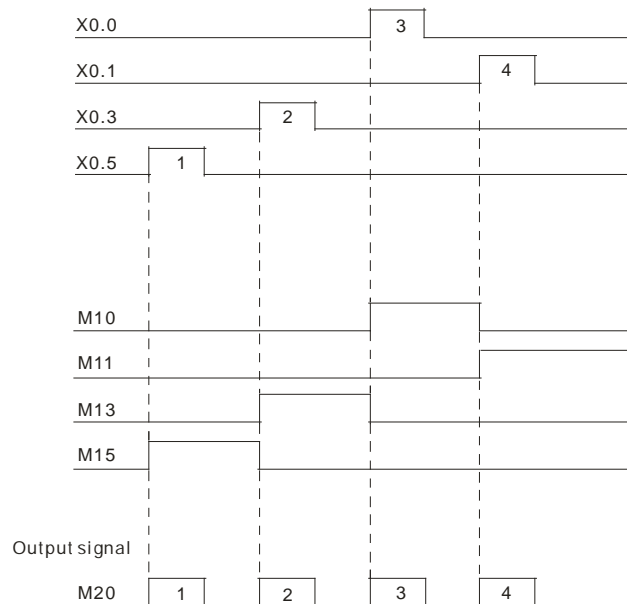 X0.0 3
X0.1 4
X0.3 2
X0.5 1
M10
M11
M13
M15
Output signal
M20 1 2 3 4